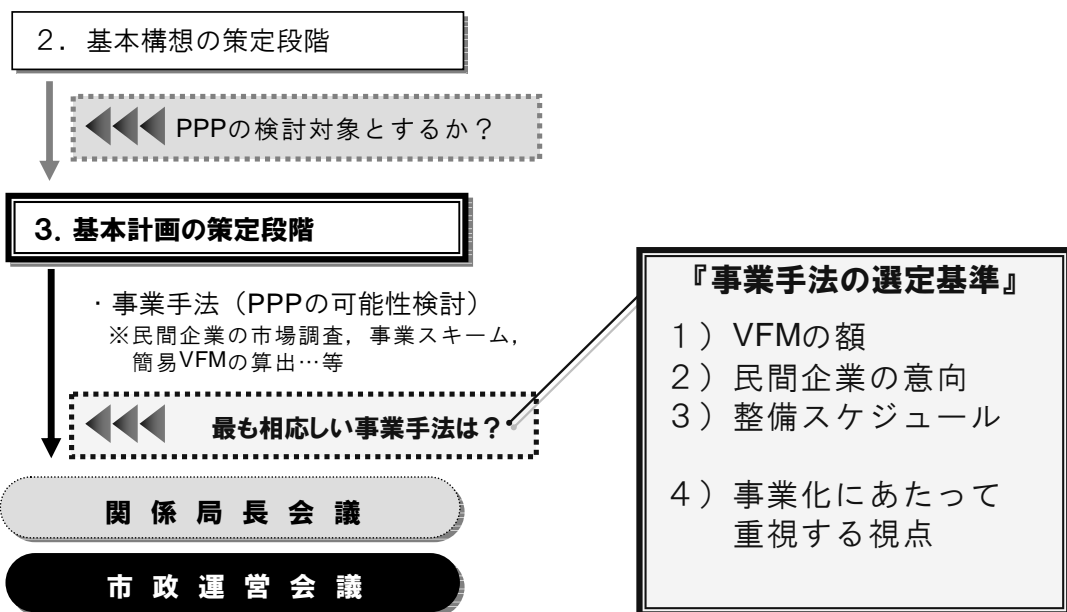 ２．基本構想の策定段階
PPPの検討対象とするか？
３．基本計画の策定段階
・事業手法（PPPの可能性検討）
※民間企業の市場調査，事業スキーム，
簡易VFMの算出…等
最も相応しい事業手法は？
関係局長会議
市政運営会議
『事業手法の選定基準』
１）VFMの額
２）民間企業の意向
３）整備スケジュール
４）事業化にあたって
重視する視点